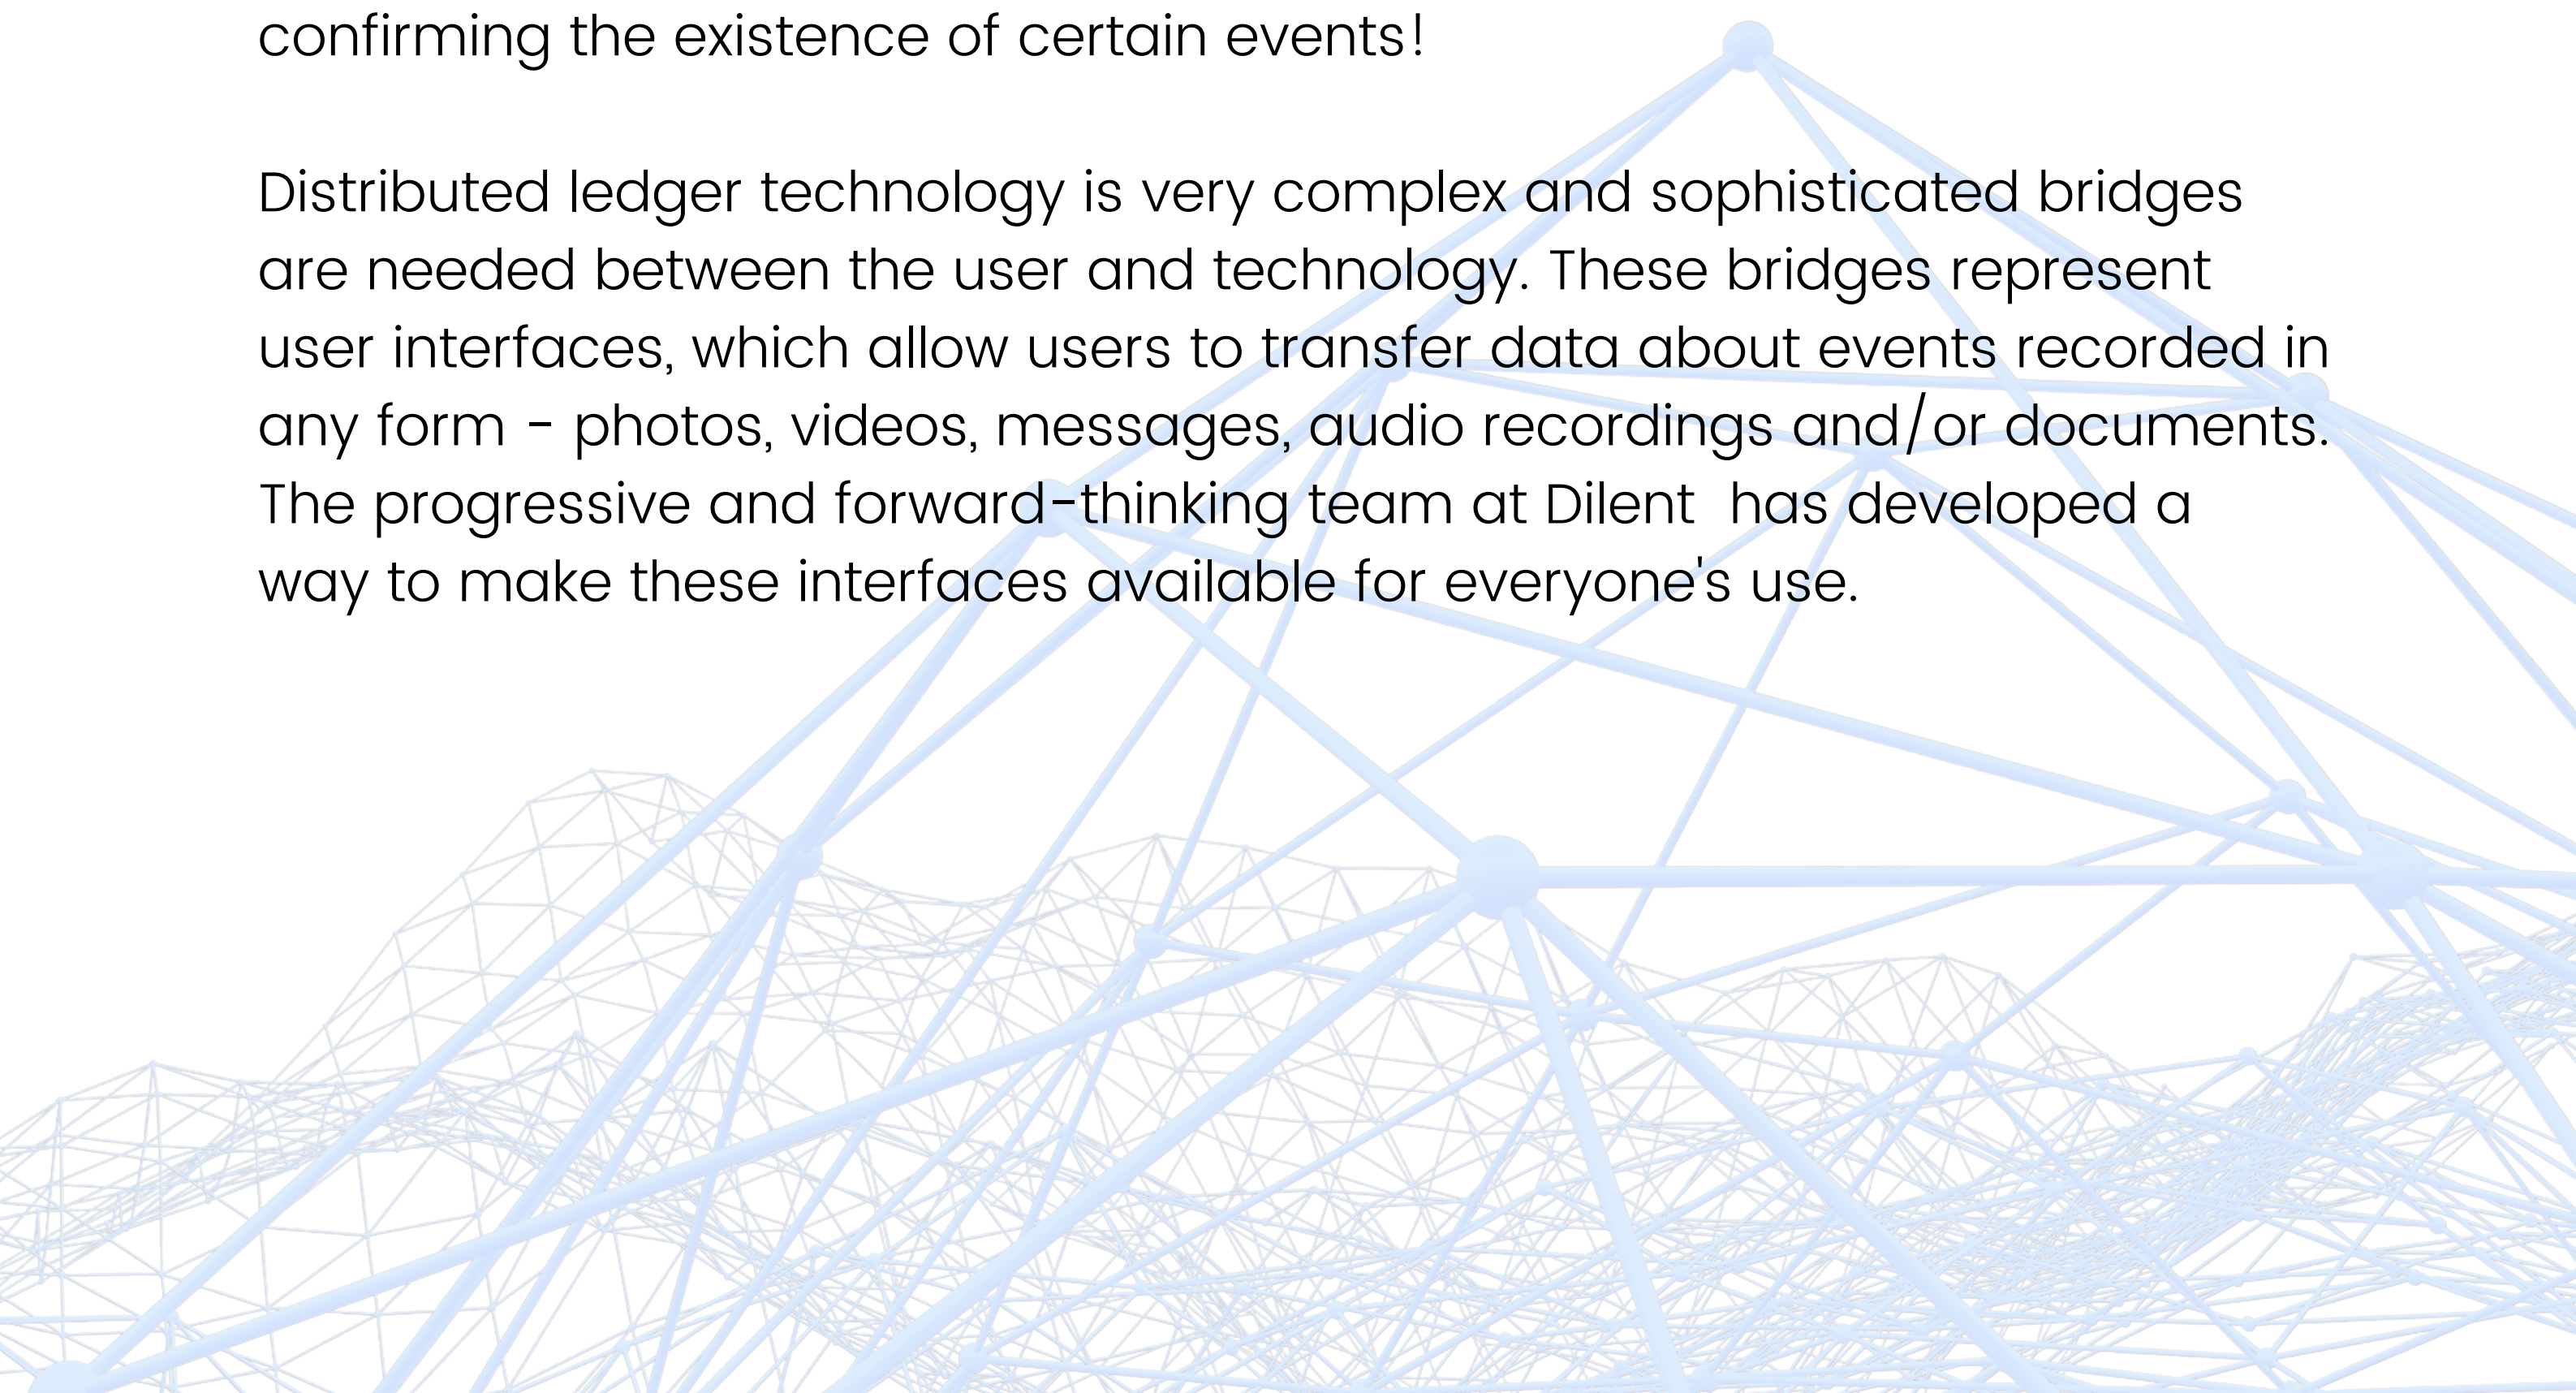 confirming the existence of certain events!
Distributed ledger technology is very complex and sophisticated bridges
are needed between the user and technology. These bridges represent
user interfaces, which allow users to transfer data about events recorded in
any form - photos, videos, messages, audio recordings and/or documents.
The progressive and forward-thinking team at Dilent  has developed a
way to make these interfaces available for everyone's use.